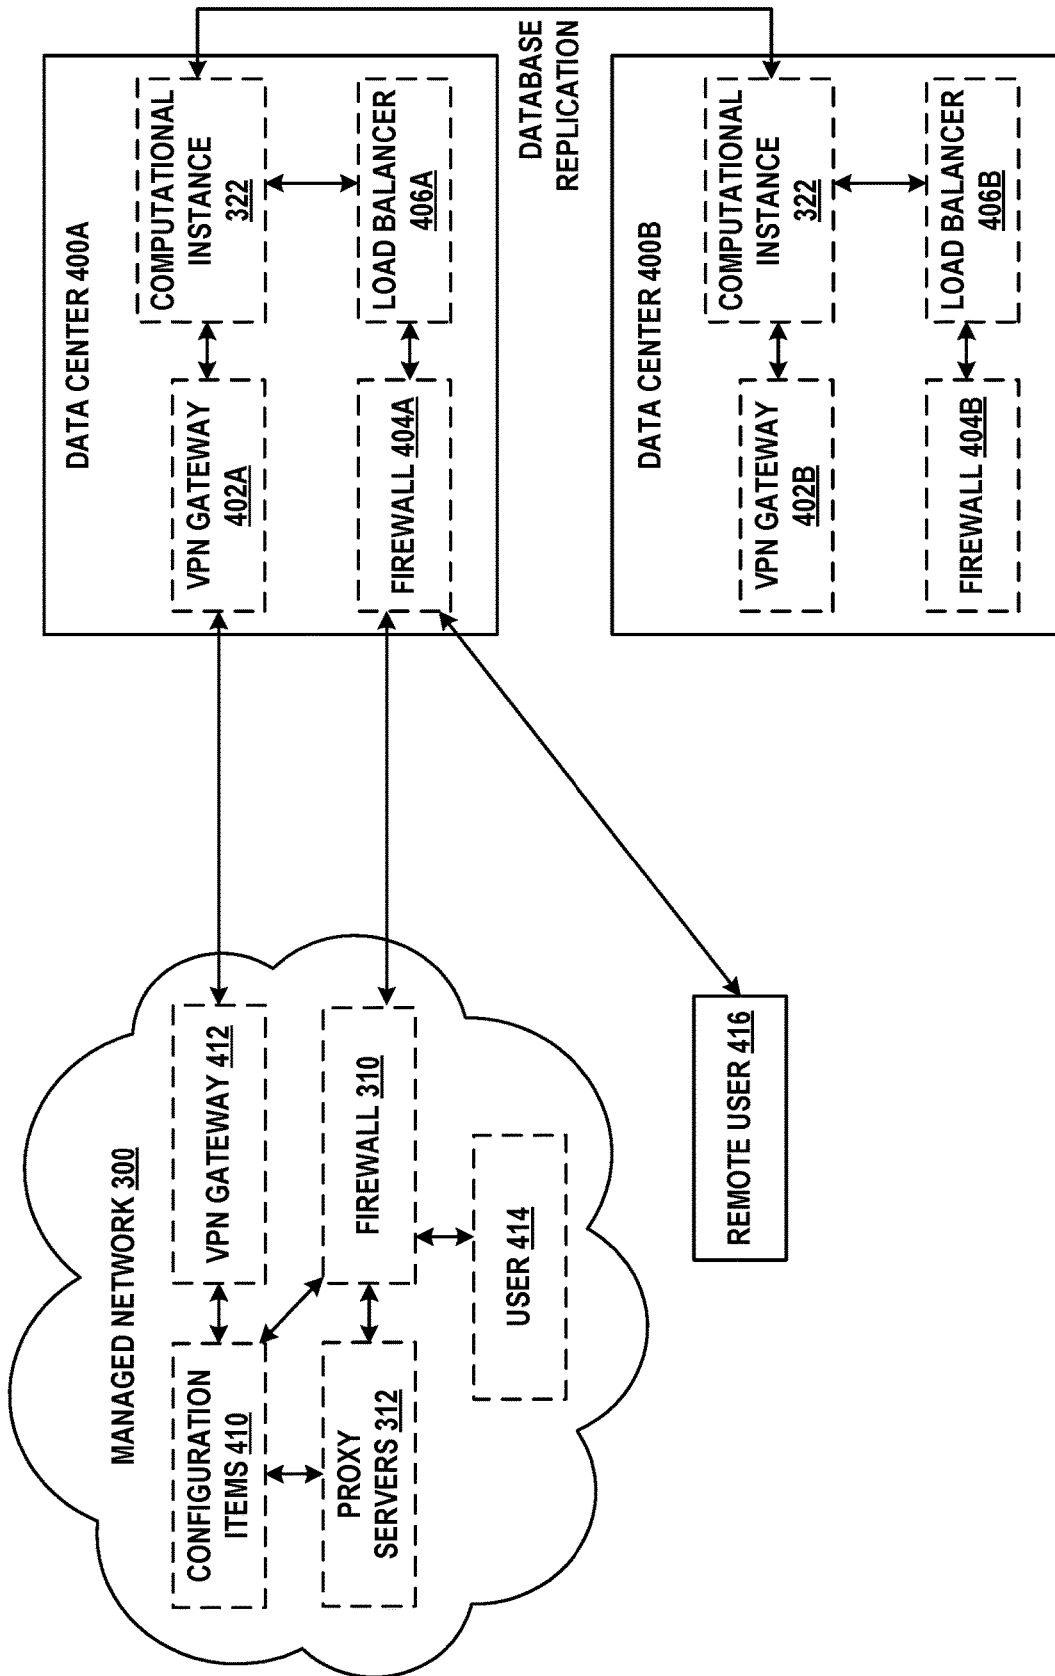 MANAGED NETWORK 300
CONFIGURATION
ITEMS 410
VPN GATEWAY 412
PROXY
SERVERS 312
FIREWALL 310
USER 414
REMOTE USER 416
DATA CENTER 400A
VPN GATEWAY
402A
COMPUTATIONAL
INSTANCE
322
FIREWALL 404A
LOAD BALANCER
406A
DATABASE
REPLICATION
DATA CENTER 400B
VPN GATEWAY
402B
COMPUTATIONAL
INSTANCE
322
FIREWALL 404B
LOAD BALANCER
406B